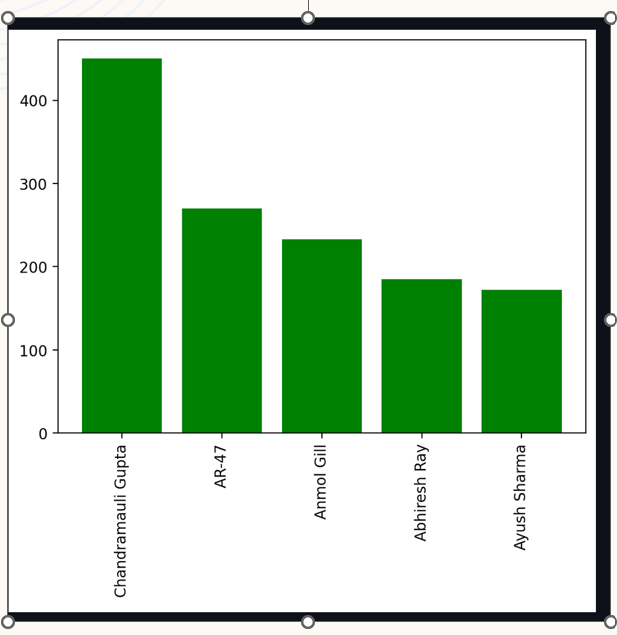 400
300
200
100
0
Chandramauli Gupta
AR-47
Anmol Gill
Abhiresh Ray
Ayush Sharma